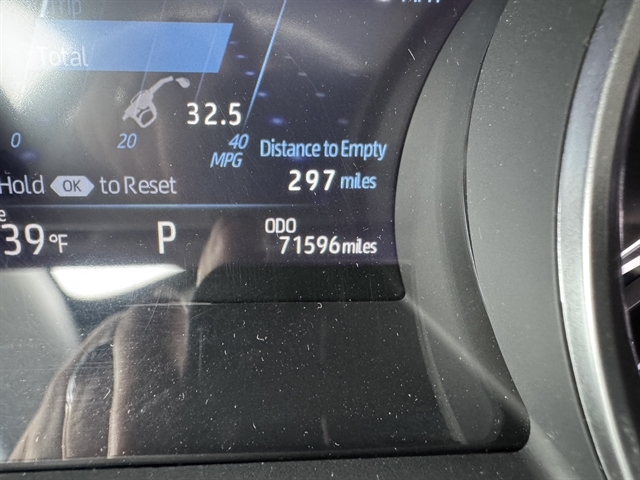 Total
32.5
0 20 40
MPG
Distance to Empty
297 miles
Hold OK to Reset
39°F P
ODO
71596 miles